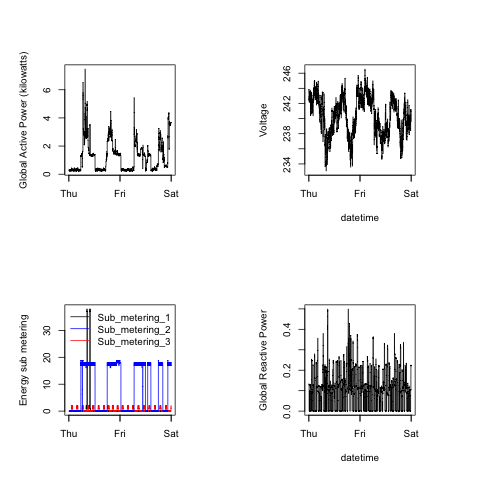 Global Active Power (kilowatts)
0 2 4 6
Thu Fri Sat
Voltage
234 238 242 246
Thu Fri Sat
datetime
Energy sub metering
0 10 20 30
Sub_metering_1
Sub_metering_2
Sub_metering_3
Thu Fri Sat
Global Reactive Power
0.0 0.2 0.4
Thu Fri Sat
datetime